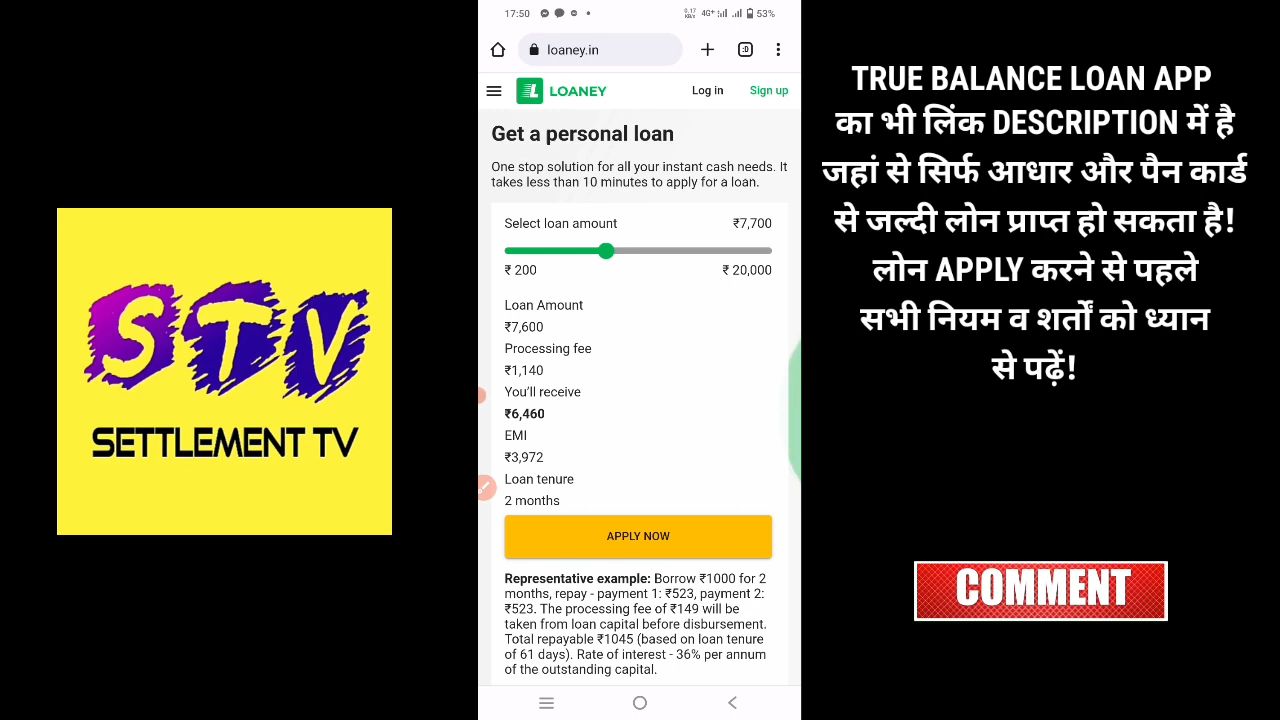 STV
SETTLEMENT TV
17:50
0.17
KB/s
4G+
53%
loaney.in
:D
L LOANEY
Log in
Sign up
Get a personal loan
One stop solution for all your instant cash needs. It
takes less than 10 minutes to apply for a loan.
Select loan amount
₹7,700
₹ 200
₹ 20,000
Loan Amount
₹7,600
Processing fee
₹1,140
You’ll receive
₹6,460
EMI
₹3,972
Loan tenure
2 months
APPLY NOW
Representative example: Borrow ₹1000 for 2
months, repay - payment 1: ₹523, payment 2:
₹523. The processing fee of ₹149 will be
taken from loan capital before disbursement.
Total repayable ₹1045 (based on loan tenure
of 61 days). Rate of interest - 36% per annum
of the outstanding capital.
TRUE BALANCE LOAN APP
का भी लिंक DESCRIPTION में है
जहां से सिर्फ आधार और पैन कार्ड
से जल्दी लोन प्राप्त हो सकता है!
लोन APPLY करने से पहले
सभी नियम व शर्तों को ध्यान
से पढ़ें!
COMMENT